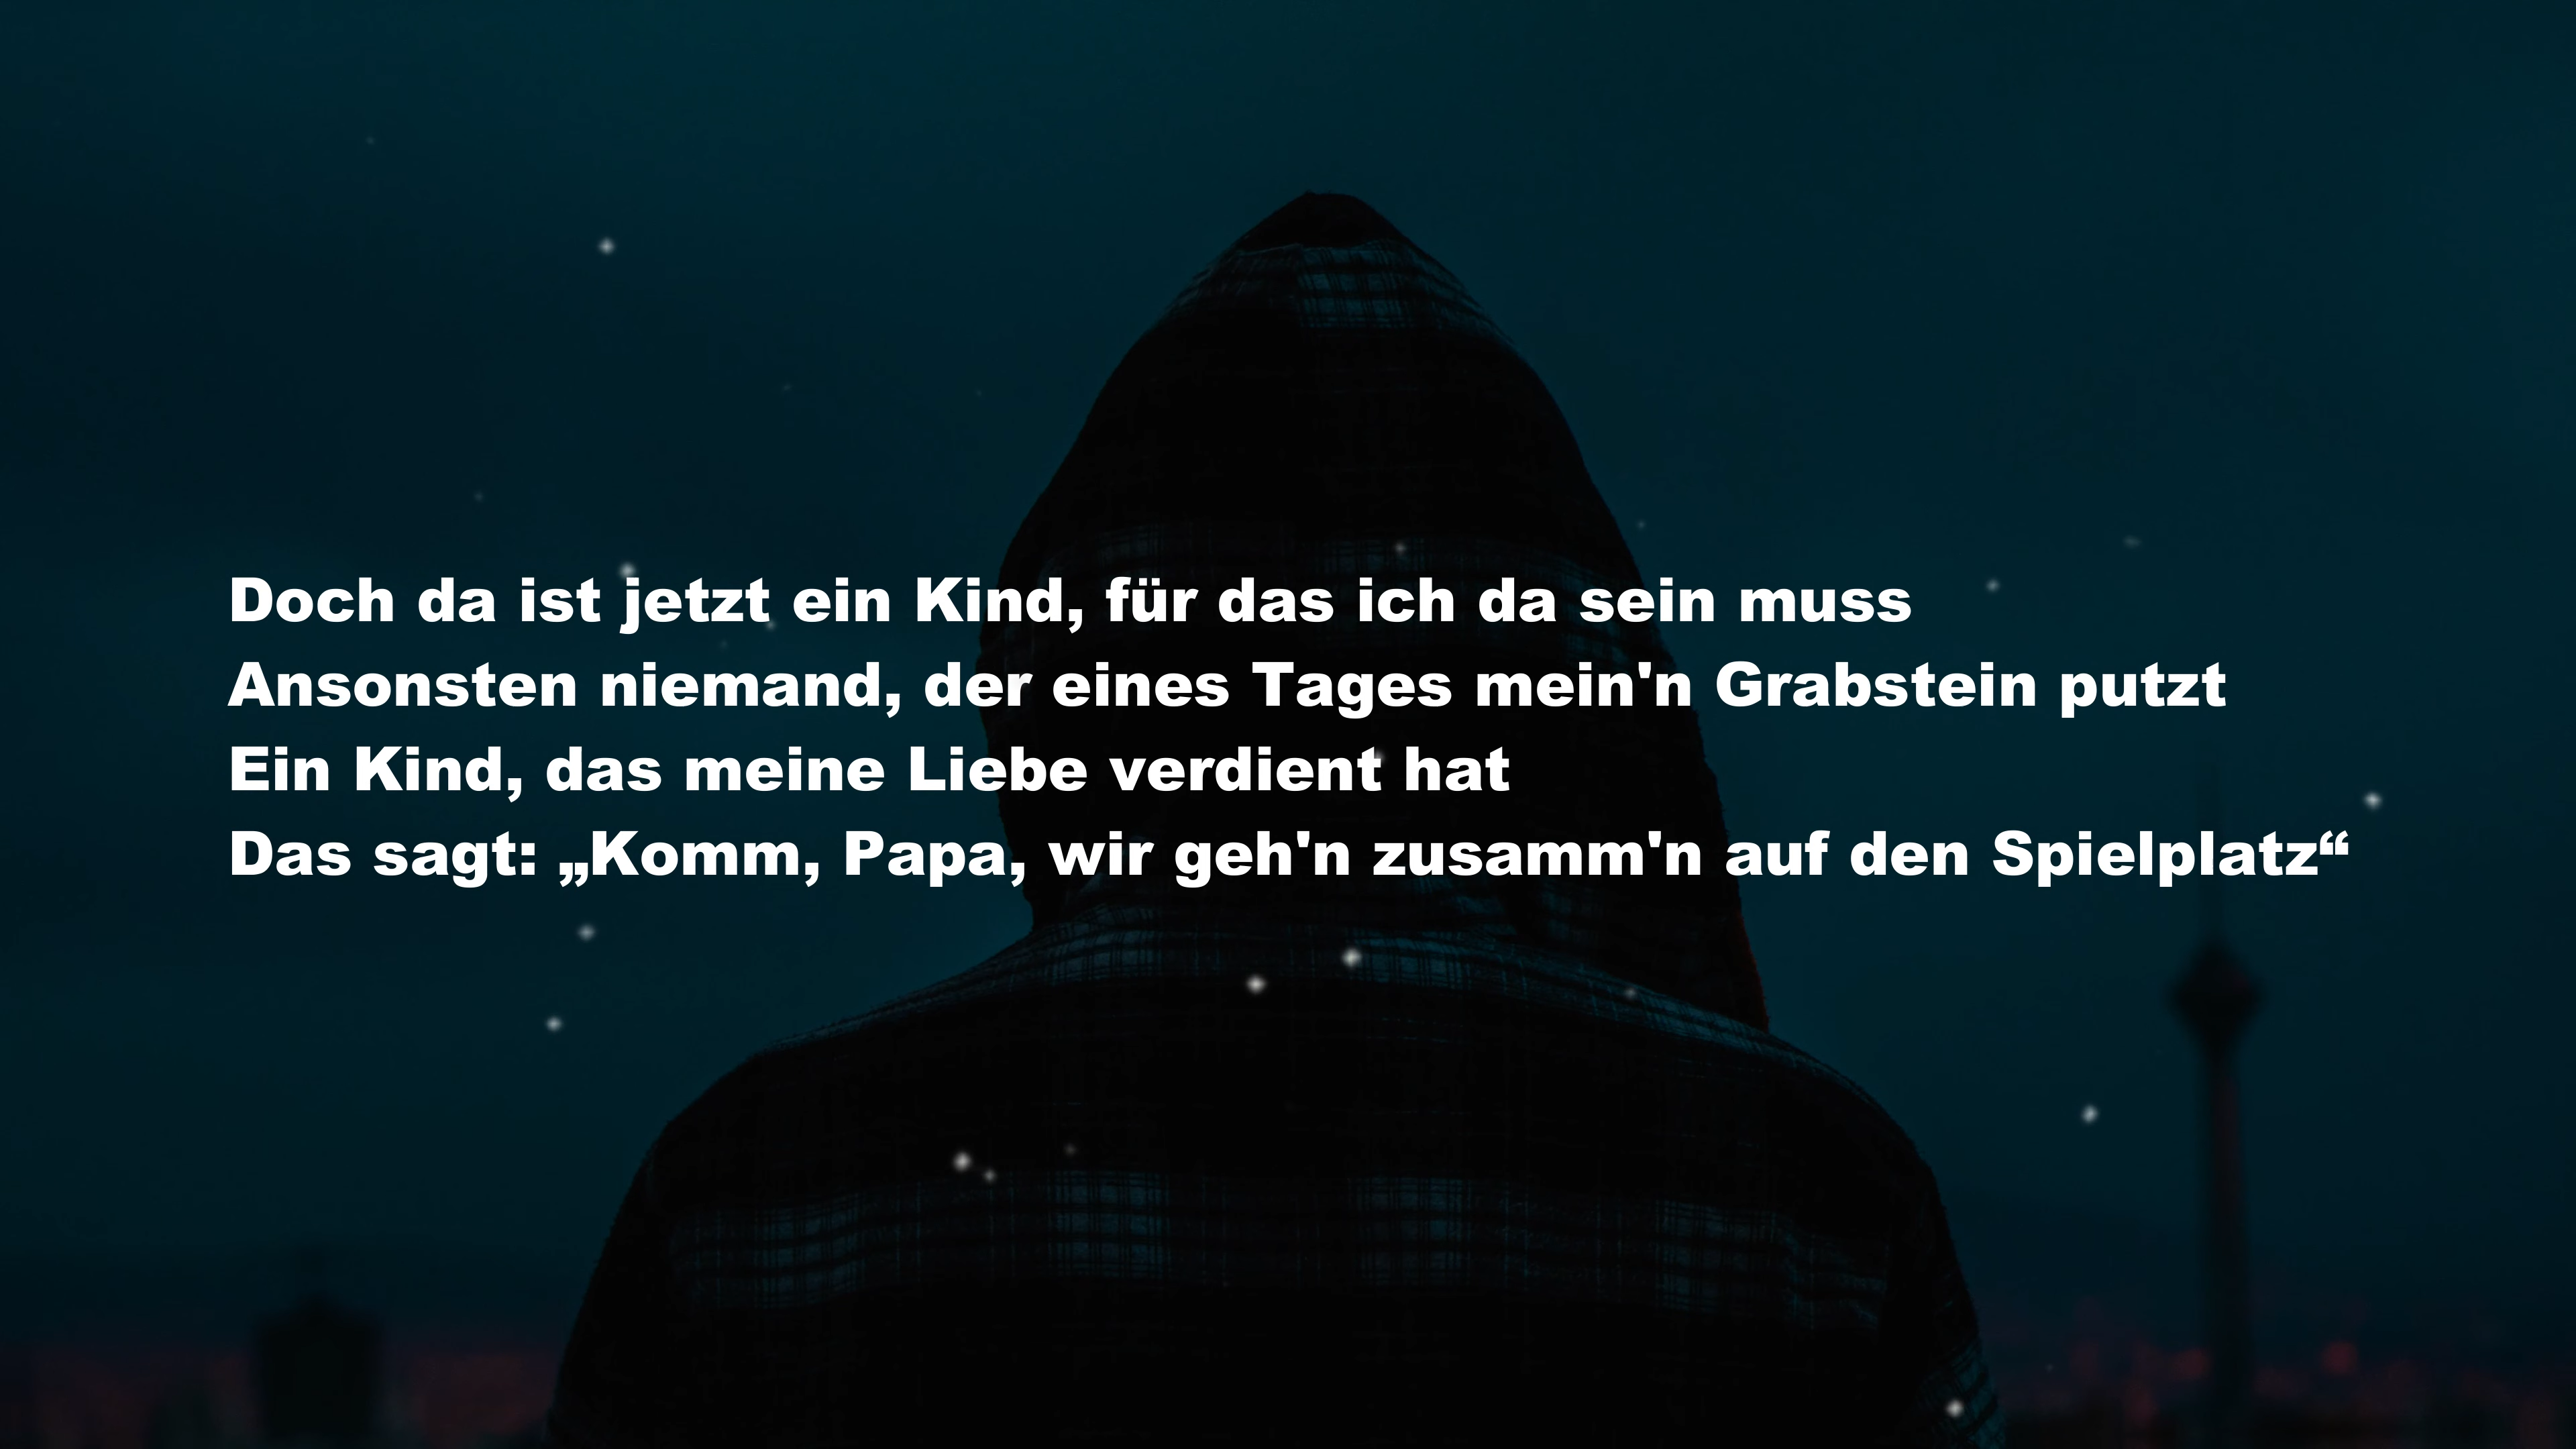 Doch da ist jetzt ein Kind, für das ich da sein muss
Ansonsten niemand, der eines Tages mein'n Grabstein putzt
Ein Kind, das meine Liebe verdient hat
Das sagt: „Komm, Papa, wir geh'n zusamm'n auf den Spielplatz“